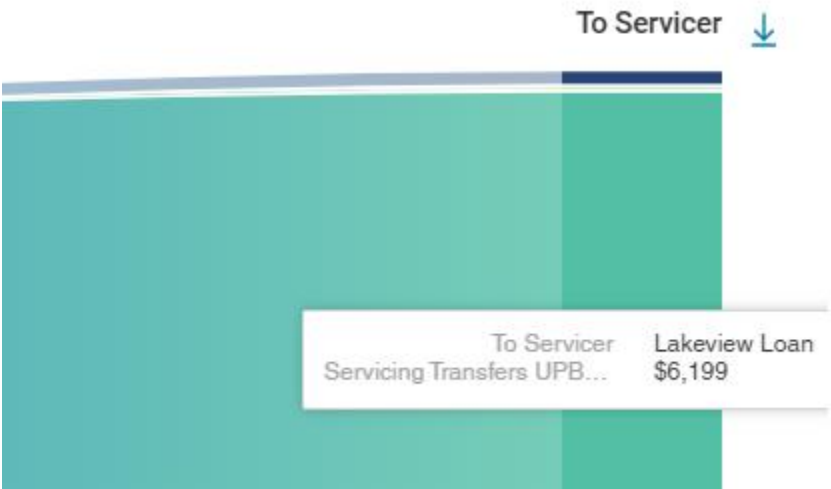 To Servicer
To Servicer Lakeview Loan
Servicing Transfers UPB... $6,199